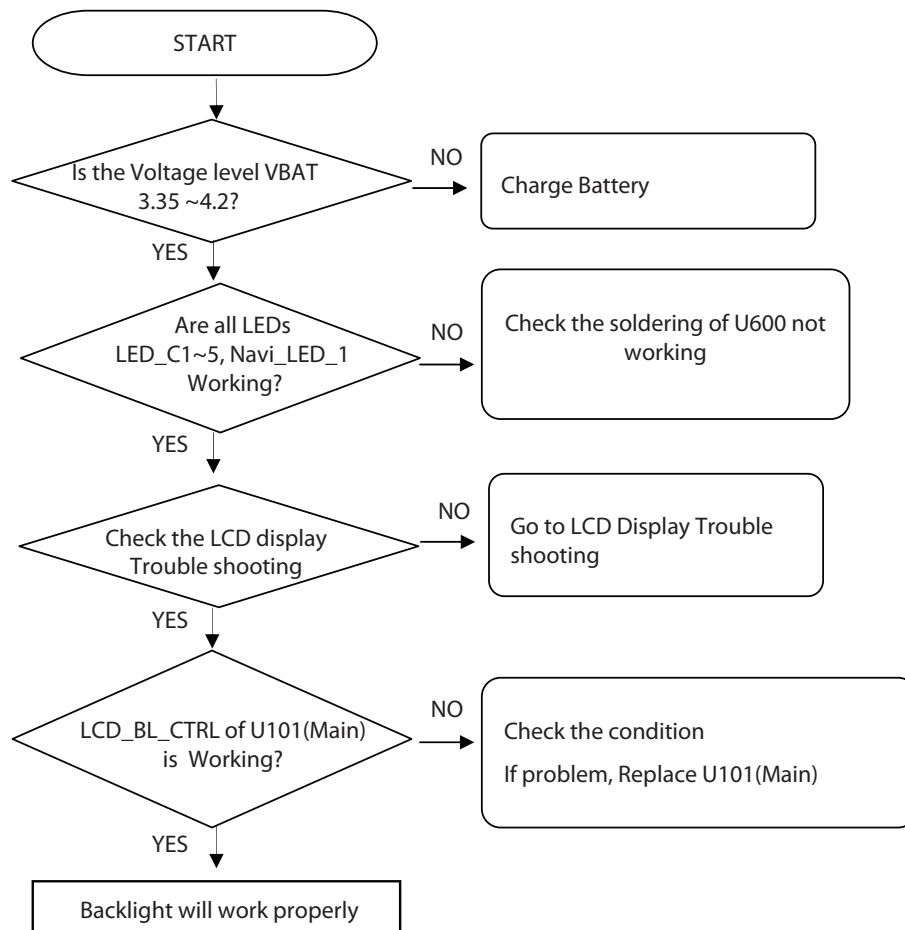 START
Is the Voltage level VBAT
3.35 ~4.2?
NO
Charge Battery
YES
Are all LEDs
LED_C1~5, Navi_LED_1
Working?
NO
Check the soldering of U600 not
working
YES
Check the LCD display
Trouble shooting
NO
Go to LCD Display Trouble
shooting
YES
LCD_BL_CTRL of U101(Main)
is Working?
NO
Check the condition
If problem, Replace U101(Main)
YES
Backlight will work properly